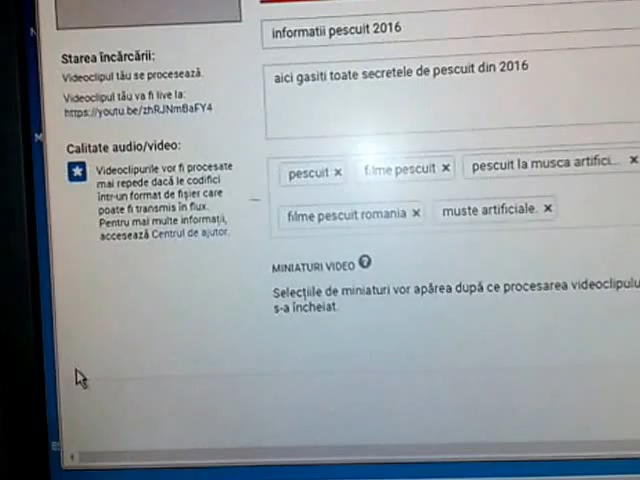 informatii pescuit 2016
aici gasiti toate secretele de pescuit din 2016
Starea încărcării:
Videoclipul tău se procesează.
Videoclipul tău va fi live la:
https://youtu.be/zhRJNmBaFY4
Calitate audio/video:
Videoclipurile vor fi procesate
mai repede dacă le codifici
într-un format de fișier care
poate fi transmis în flux.
Pentru mai multe informații,
accesează Centrul de ajutor.
pescuit × filme pescuit × pescuit la musca artifici... ×
filme pescuit romania × muste artificiale. ×
MINIATURI VIDEO ?
Selecțiile de miniaturi vor apărea după ce procesarea videoclipulu
s-a încheiat.